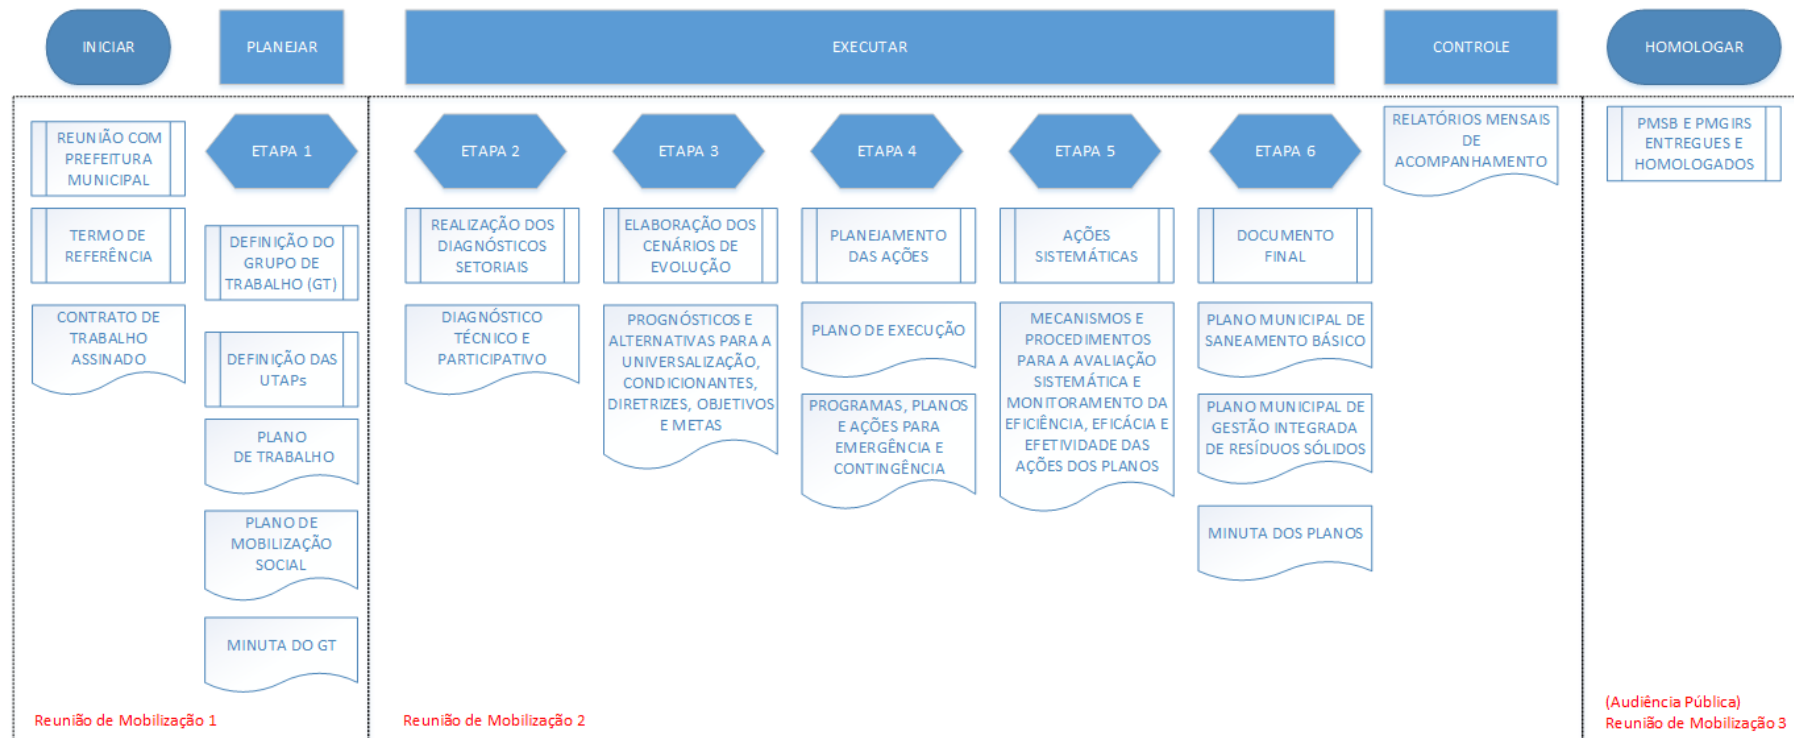 INICIAR
PLANEJAR
EXECUTAR
CONTROLE
HOMOLOGAR
REUNIÃO COM
PREFEITURA
MUNICIPAL
TERMO DE
REFERÊNCIA
CONTRATO DE
TRABALHO
ASSINADO
ETAPA 1
DEFINIÇÃO DO
GRUPO DE
TRABALHO (GT)
DEFINIÇÃO DAS
UTAPs
PLANO
DE TRABALHO
PLANO DE
MOBILIZAÇÃO
SOCIAL
MINUTA DO GT
Reunião de Mobilização 1
ETAPA 2
REALIZAÇÃO DOS
DIAGNÓSTICOS
SETORIAIS
DIAGNÓSTICO
TÉCNICO E
PARTICIPATIVO
ETAPA 3
ELABORAÇÃO DOS
CENÁRIOS DE
EVOLUÇÃO
PROGNÓSTICOS E
ALTERNATIVAS PARA A
UNIVERSALIZAÇÃO,
CONDICIONANTES,
DIRETRIZES, OBJETIVOS
E METAS
ETAPA 4
PLANEJAMENTO
DAS AÇÕES
PLANO DE EXECUÇÃO
PROGRAMAS, PLANOS
E AÇÕES PARA
EMERGÊNCIA E
CONTINGÊNCIA
ETAPA 5
AÇÕES
SISTEMÁTICAS
MECANISMOS E
PROCEDIMENTOS
PARA A AVALIAÇÃO
SISTEMÁTICA E
MONITORAMENTO DA
EFICIÊNCIA, EFICÁCIA E
EFETIVIDADE DAS
AÇÕES DOS PLANOS
ETAPA 6
DOCUMENTO
FINAL
PLANO MUNICIPAL DE
SANEAMENTO BÁSICO
PLANO MUNICIPAL DE
GESTÃO INTEGRADA
DE RESÍDUOS SÓLIDOS
MINUTA DOS PLANOS
RELATÓRIOS MENSAIS
DE
ACOMPANHAMENTO
Reunião de Mobilização 2
PMSB E PMGIRS
ENTREGUES E
HOMOLOGADOS
(Audiência Pública)
Reunião de Mobilização 3